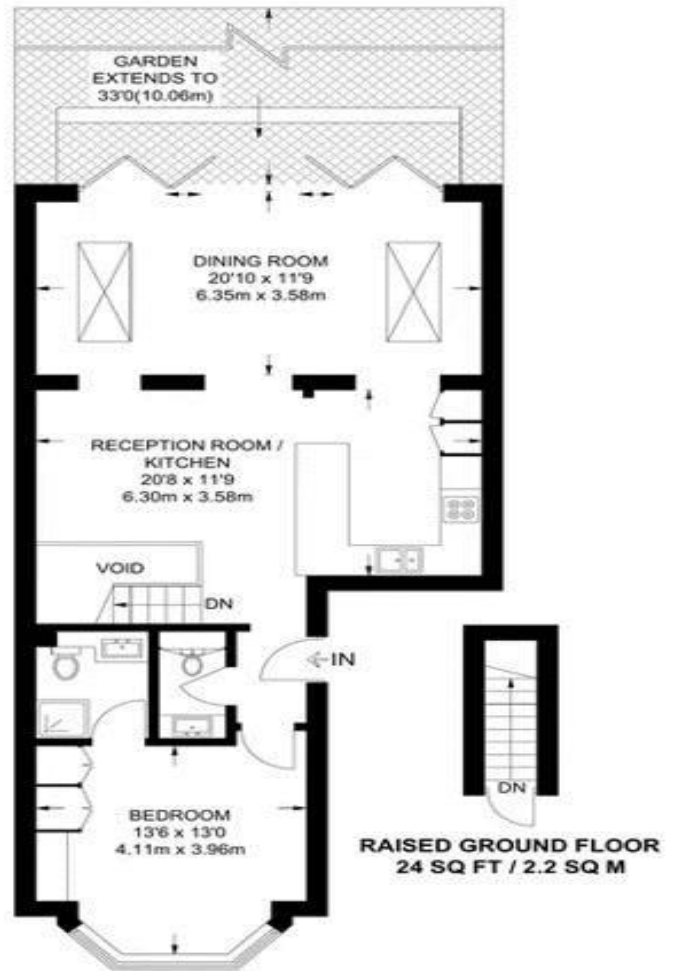 GARDEN
EXTENDS TO
33'0(10.06m)
DINING ROOM
20'10 x 11'9
6.35m x 3.58m
RECEPTION ROOM /
KITCHEN
20'8 x 11'9
6.30m x 3.58m
VOID
DN
IN
BEDROOM
13'6 x 13'0
4.11m x 3.96m
DN
RAISED GROUND FLOOR
24 SQ FT / 2.2 SQ M